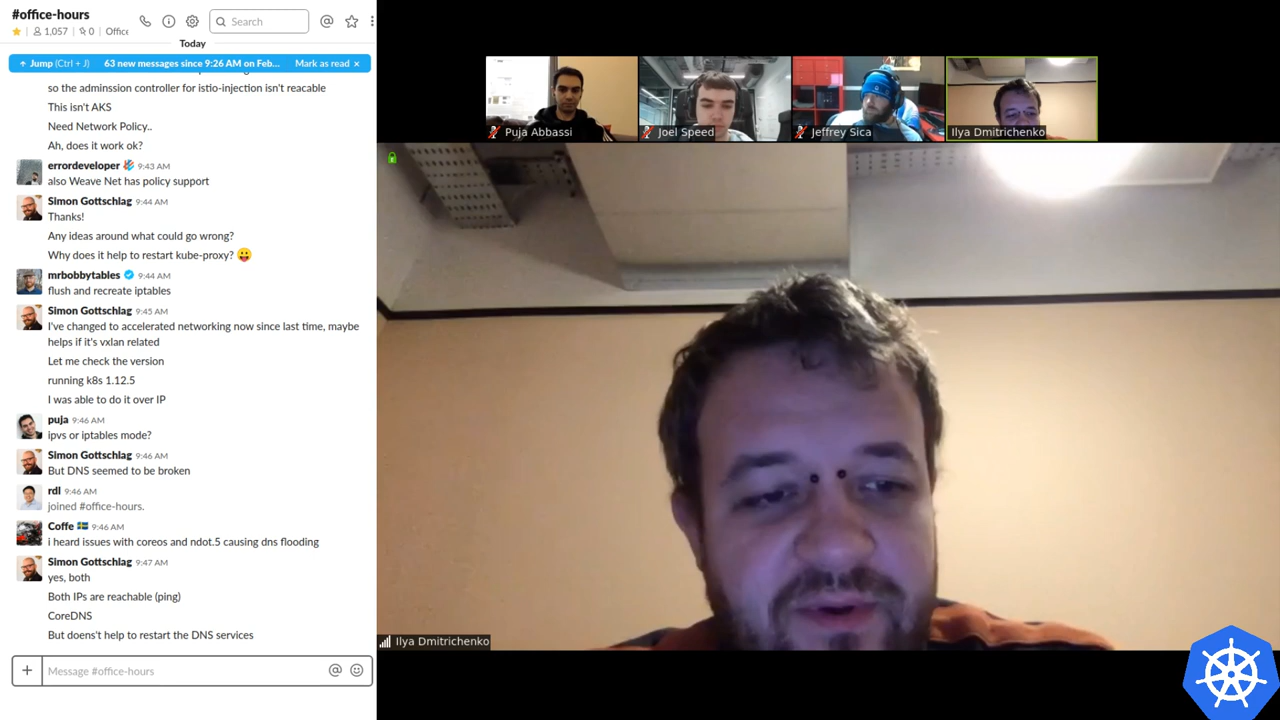 #office-hours
1,057
0
Office
Search
Today
Jump (Ctrl + J)
63 new messages since 9:26 AM on Feb...
Mark as read ×
so the adminssion controller for istio-injection isn't reacable
This isn't AKS
Need Network Policy..
Ah, does it work ok?
errordeveloper 9:43 AM
also Weave Net has policy support
Simon Gottschlag 9:44 AM
Thanks!
Any ideas around what could go wrong?
Why does it help to restart kube-proxy? 😛
mrbobbytables 9:44 AM
flush and recreate iptables
Simon Gottschlag 9:45 AM
I've changed to accelerated networking now since last time, maybe
helps if it's vxlan related
Let me check the version
running k8s 1.12.5
I was able to do it over IP
puja 9:46 AM
ipvs or iptables mode?
Simon Gottschlag 9:46 AM
But DNS seemed to be broken
rdl 9:46 AM
joined #office-hours.
Coffe 🇸🇪 9:46 AM
i heard issues with coreos and ndot.5 causing dns flooding
Simon Gottschlag 9:47 AM
yes, both
Both IPs are reachable (ping)
CoreDNS
But doens't help to restart the DNS services
Message #office-hours
Puja Abbassi
Joel Speed
Jeffrey Sica
Ilya Dmitrichenko
Ilya Dmitrichenko